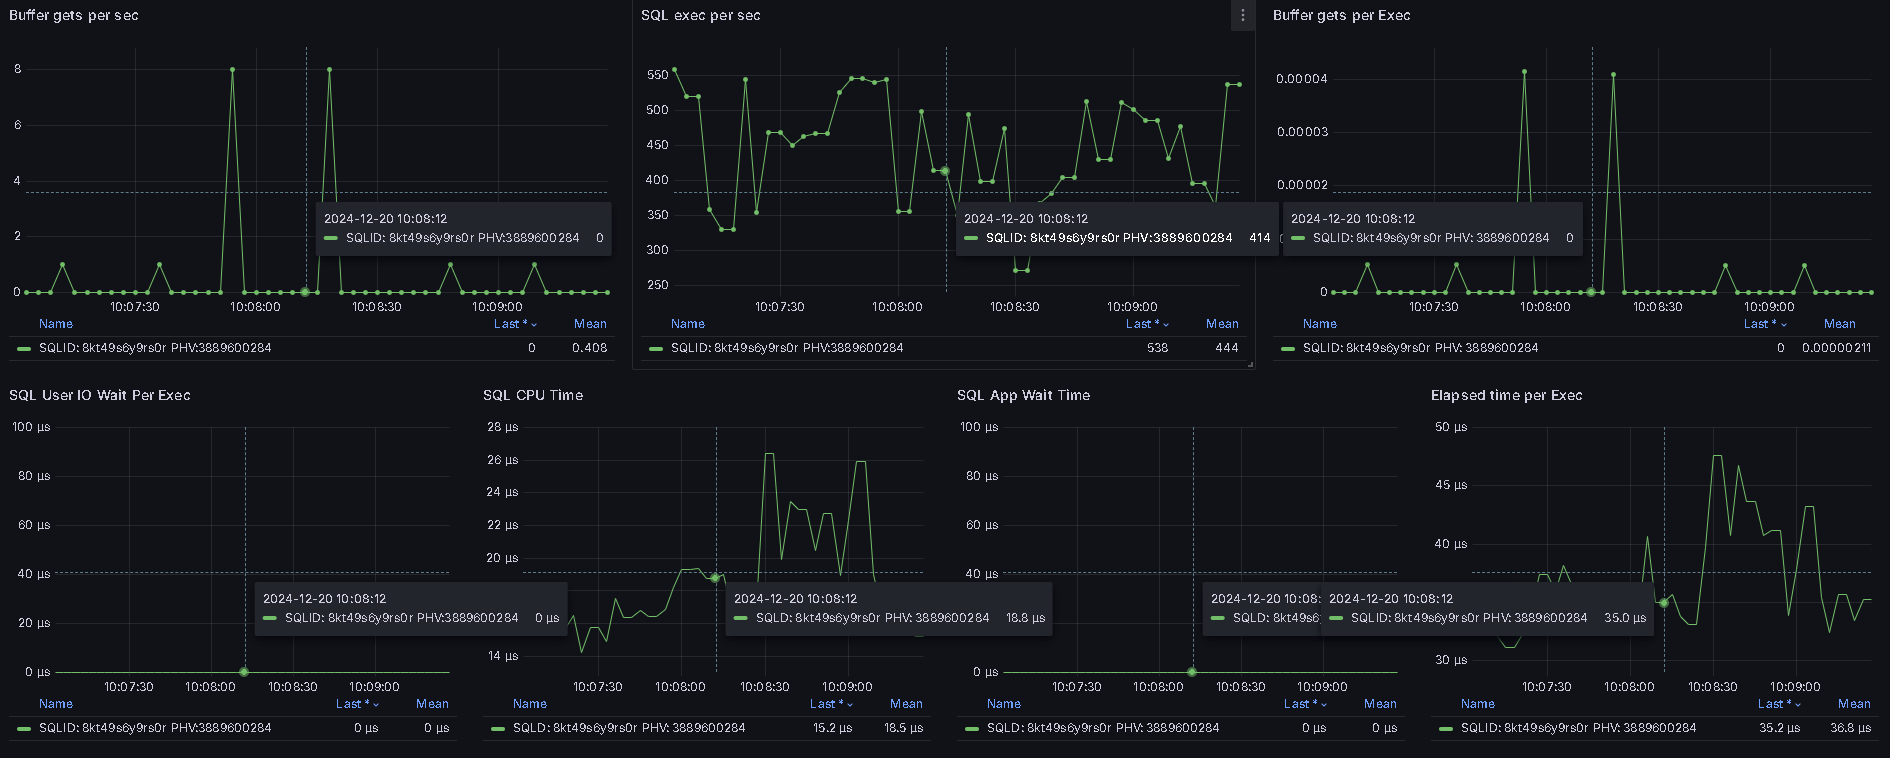 Buffer gets per sec
8
6
4
2
0
10:07:30 10:08:00 10:08:30 10:09:00
2024-12-20 10:08:12
SQLID: 8kt49s6y9rs0r PHV:3889600284 0
Name Last * Mean
SQLID: 8kt49s6y9rs0r PHV:3889600284 0 0.408
SQL exec per sec
550
500
450
400
350
300
250
10:07:30 10:08:00 10:08:30 10:09:00
2024-12-20 10:08:12
SQLID: 8kt49s6y9rs0r PHV:3889600284 414
Name Last * Mean
SQLID: 8kt49s6y9rs0r PHV:3889600284 538 444
Buffer gets per Exec
0.00004
0.00003
0.00002
0
10:07:30 10:08:00 10:08:30 10:09:00
2024-12-20 10:08:12
SQLID: 8kt49s6y9rs0r PHV:3889600284 0
Name Last * Mean
SQLID: 8kt49s6y9rs0r PHV:3889600284 0 0.00000211
SQL User IO Wait Per Exec
100 µs
80 µs
60 µs
40 µs
20 µs
0 µs
10:07:30 10:08:00 10:08:30 10:09:00
2024-12-20 10:08:12
SQLID: 8kt49s6y9rs0r PHV:3889600284 0 µs
Name Last * Mean
SQLID: 8kt49s6y9rs0r PHV:3889600284 0 µs 0 µs
SQL CPU Time
28 µs
26 µs
24 µs
22 µs
20 µs
14 µs
10:07:30 10:08:00 10:08:30 10:09:00
2024-12-20 10:08:12
SQLID: 8kt49s6y9rs0r PHV:3889600284 18.8 µs
Name Last * Mean
SQLD: 8kt49s6y9rs0r PHV:3889600284 15.2 µs 18.5 µs
SQL App Wait Time
100 µs
80 µs
60 µs
40 µs
0 µs
10:07:30 10:08:00 10:08:30 10:09:00
2024-12-20 10:08:
SQLID: 8kt49s6y
Name Last * Mean
SQLID: 8kt49s6y9rs0r PHV:3889600284 0 µs 0 µs
Elapsed time per Exec
50 µs
45 µs
40 µs
30 µs
10:07:30 10:08:00 10:08:30 10:09:00
2024-12-20 10:08:12
SQLID: 8kt49s6y9rs0r PHV:3889600284 35.0 µs
Name Last * Mean
SQLID: 8kt49s6y9rs0r PHV:3889600284 35.2 µs 36.8 µs